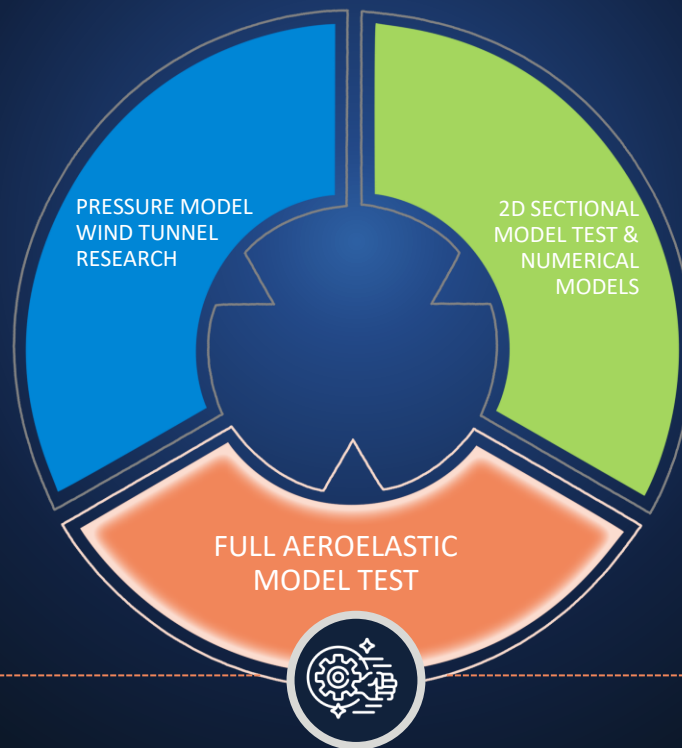 PRESSURE MODEL
WIND TUNNEL
RESEARCH
2D SECTIONAL
MODEL TEST &
NUMERICAL
MODELS
FULL AEROELASTIC
MODEL TEST